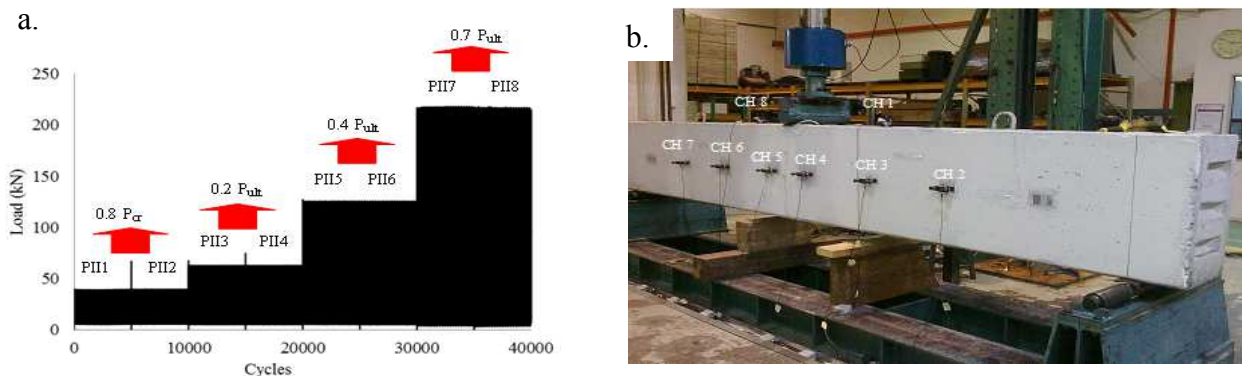 a.
0.7 Pult
PII7 PII8
0.4 Pult
PII5 PII6
0.2 Pult
PII3 PII4
0.8 Pcr
PII1 PII2
Load (kN)
250
200
150
100
50
0
0 10000 20000 30000 40000
Cycles
b.
CH 8 CH 1
CH 7 CH 6 CH 5 CH 4 CH 3 CH 2